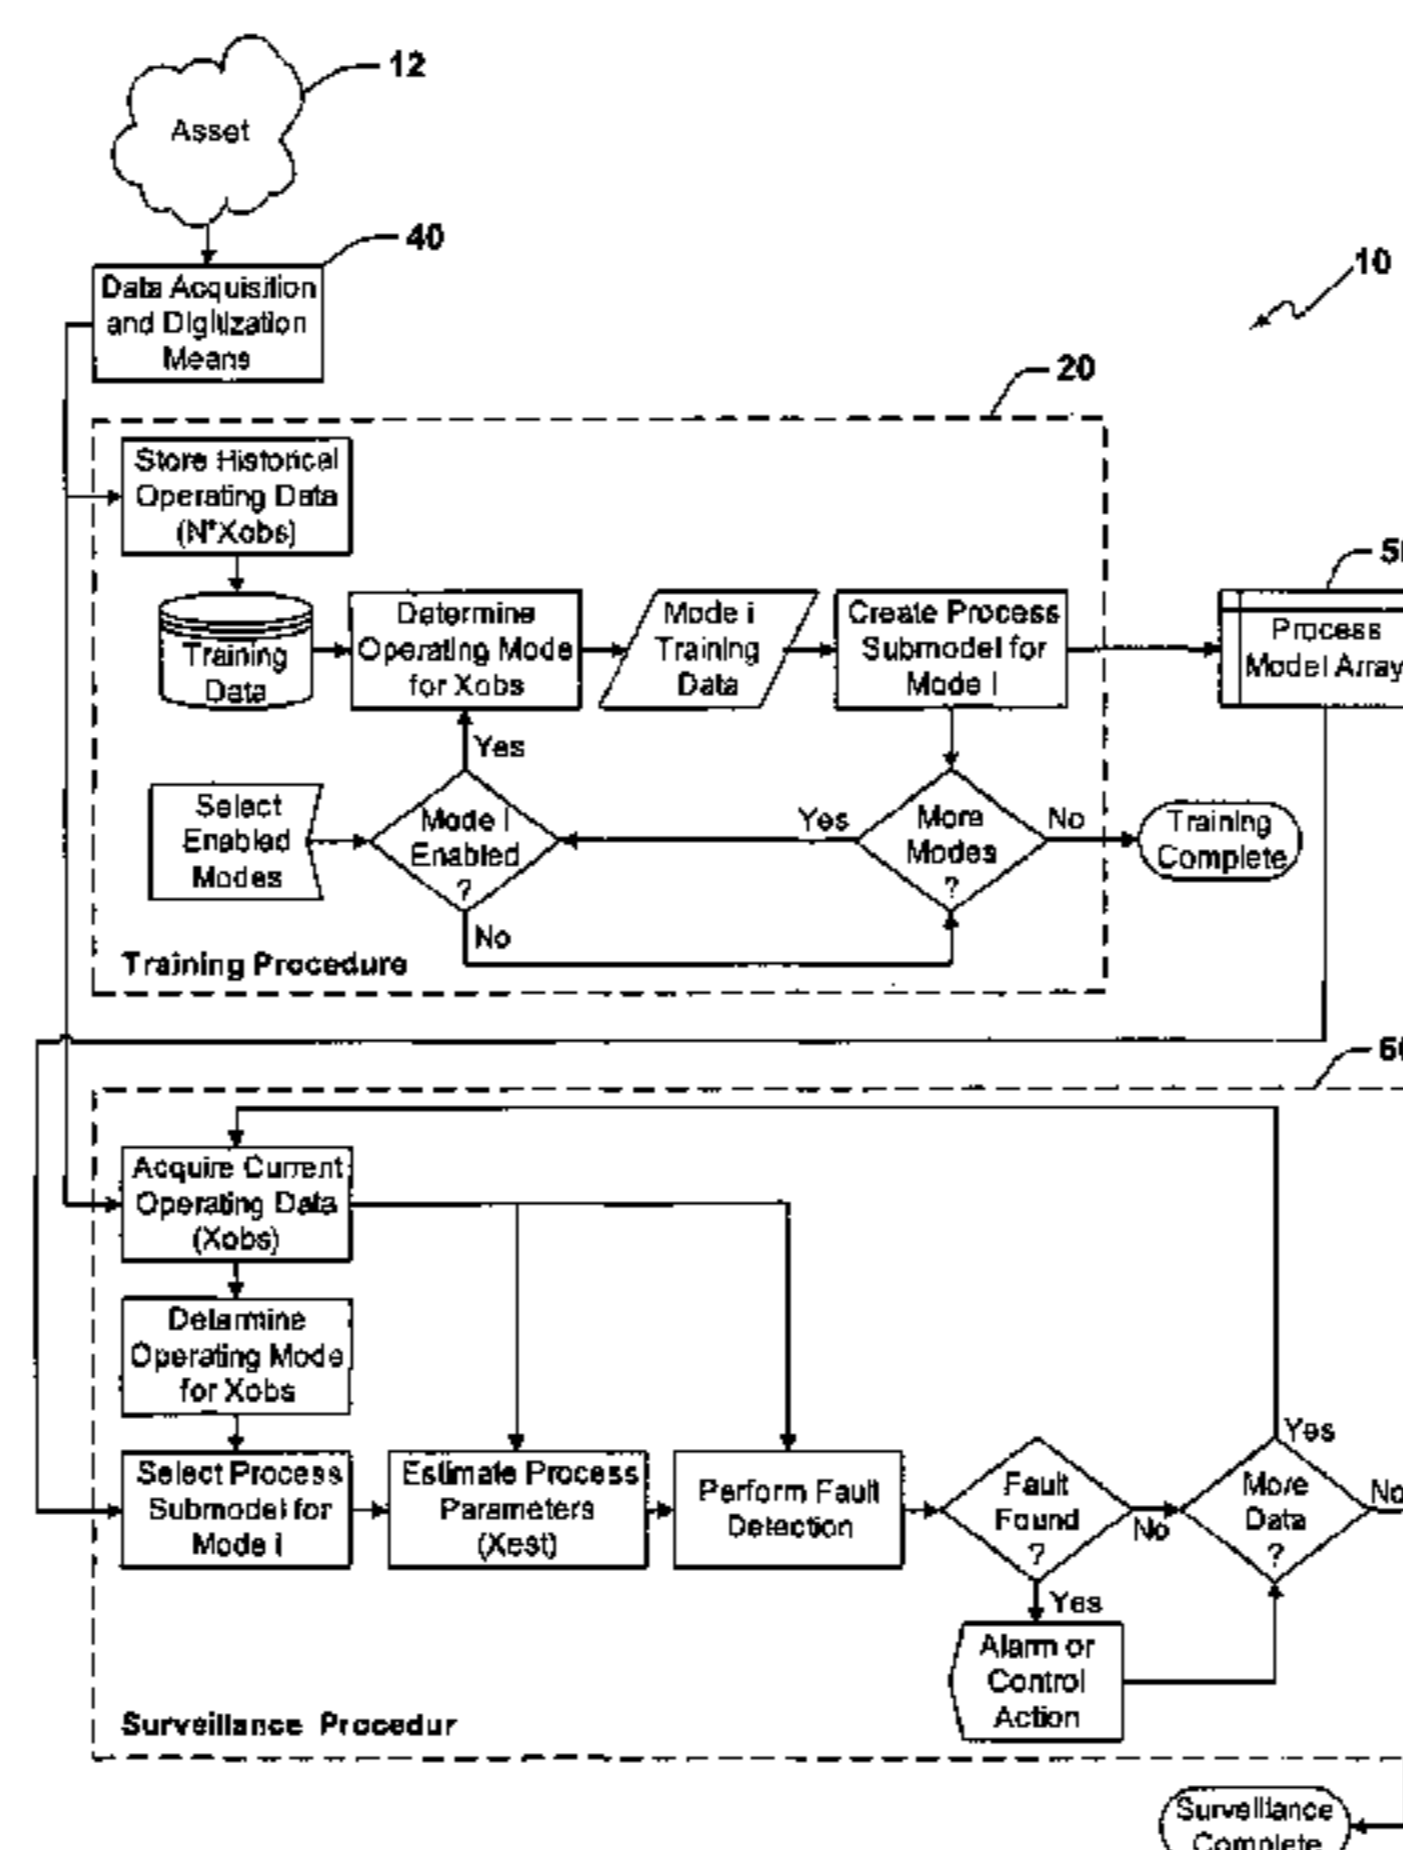 12
Asset
40
Data Acquisition
and Digitization
Means
10
20
Store Historical
Operating Data
(N*Xobs)
Training
Data
Determine
Operating Mode
for Xobs
Mode i
Training
Data
Create Process
Submodel for
Mode i
Process
Model Array
Yes
Select
Enabled
Modes
Mode i
Enabled
?
Yes
More
Modes
?
No
Training
Complete
No
Training Procedure
Acquire Current
Operating Data
(Xobs)
Determine
Operating Mode
for Xobs
Select Process
Submodel for
Mode i
Estimate Process
Parameters
(Xest)
Perform Fault
Detection
Fault
Found
?
No
Yes
More
Data
?
No
Yes
Alarm or
Control
Action
Surveillance Procedur
Surveillance
Complete